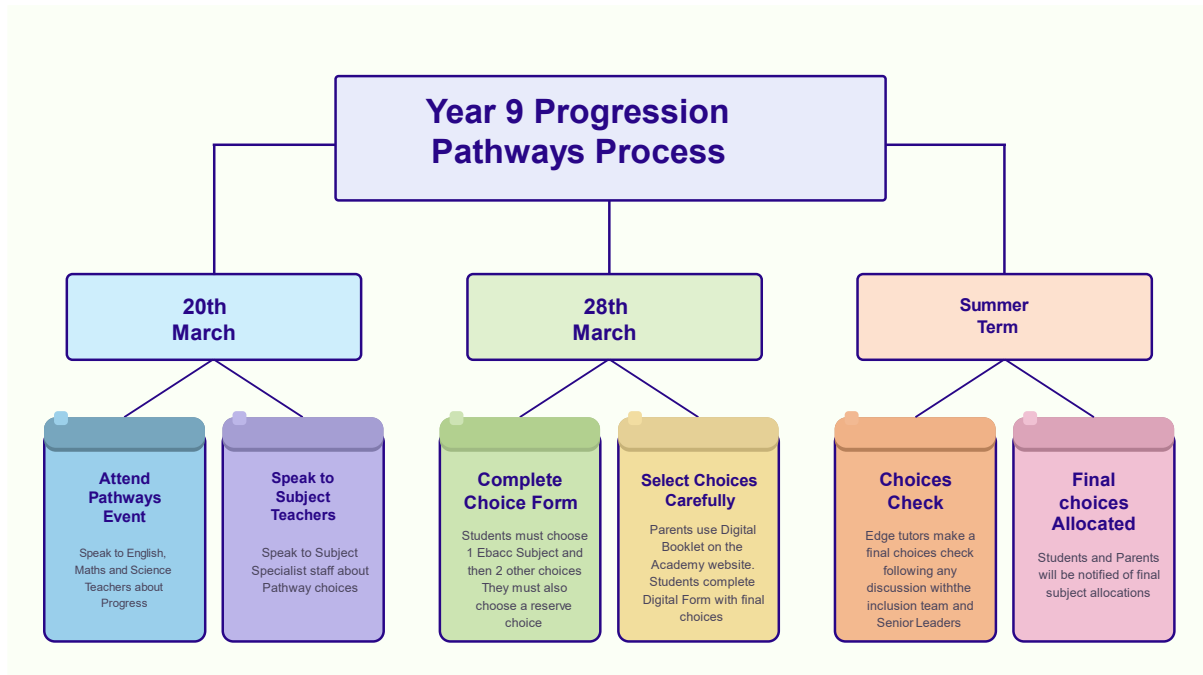 Year 9 Progression
Pathways Process
20th
March
28th
March
Summer
Term
Attend
Pathways
Event
Speak to English,
Maths and Science
Teachers about
Progress
Speak to
Subject
Teachers
Speak to Subject
Specialist staff about
Pathway choices
Complete
Choice Form
Students must choose
1 Ebacc Subject and
then 2 other choices
They must also
choose a reserve
choice
Select Choices
Carefully
Parents use Digital
Booklet on the
Academy website.
Students complete
Digital Form with final
choices
Choices
Check
Edge tutors make a
final choices check
following any
discussion withthe
inclusion team and
Senior Leaders
Final
choices
Allocated
Students and Parents
will be notified of final
subject allocations